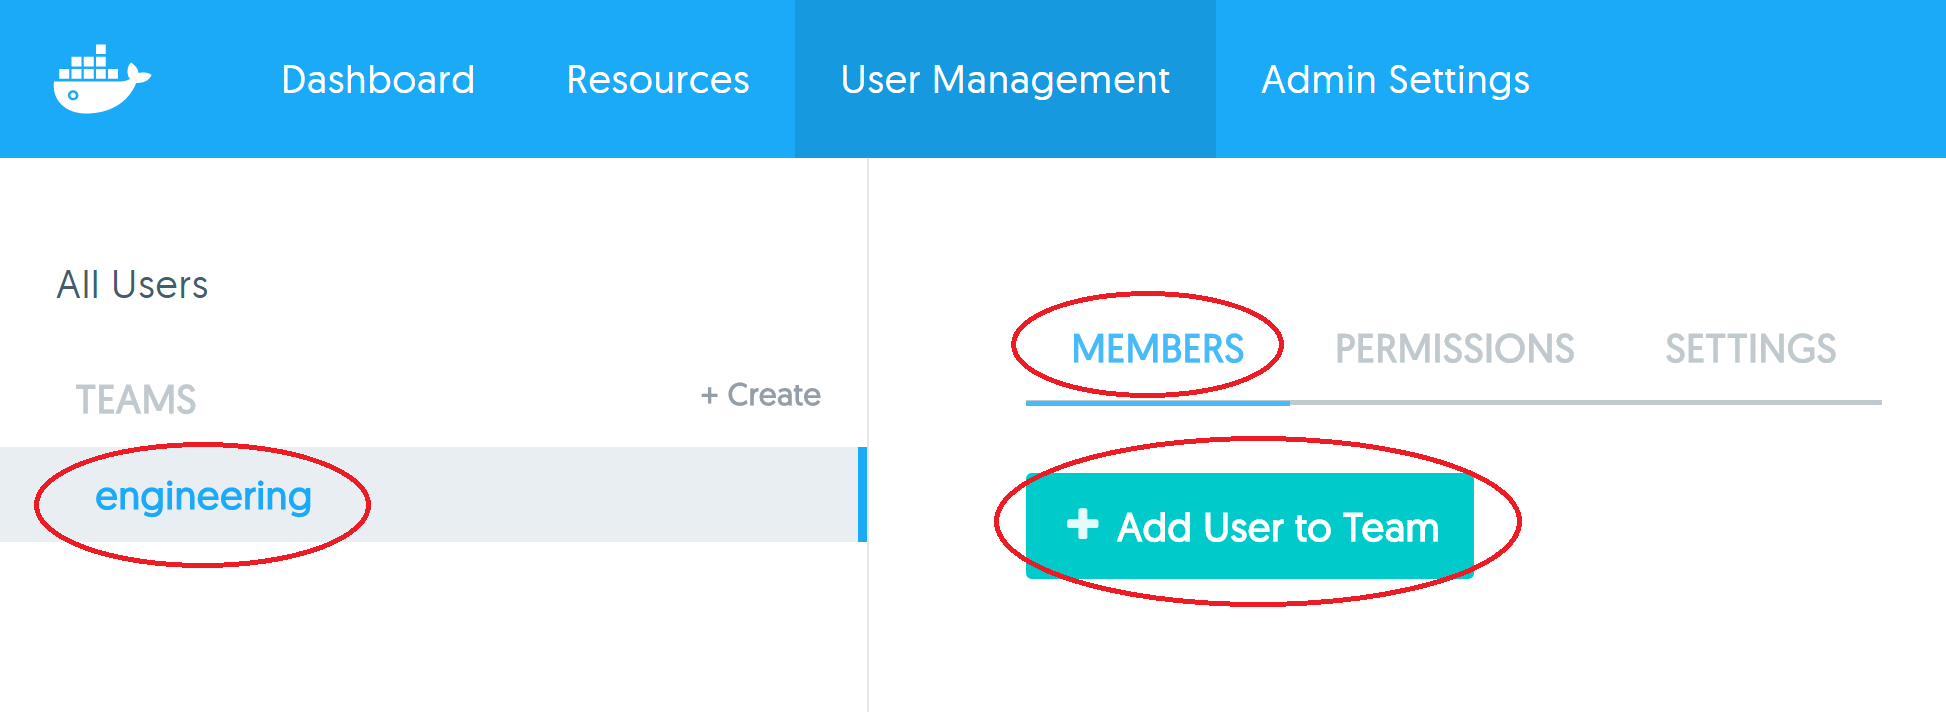 Dashboard Resources User Management Admin Settings
All Users
TEAMS + Create
engineering
MEMBERS PERMISSIONS SETTINGS
+ Add User to Team